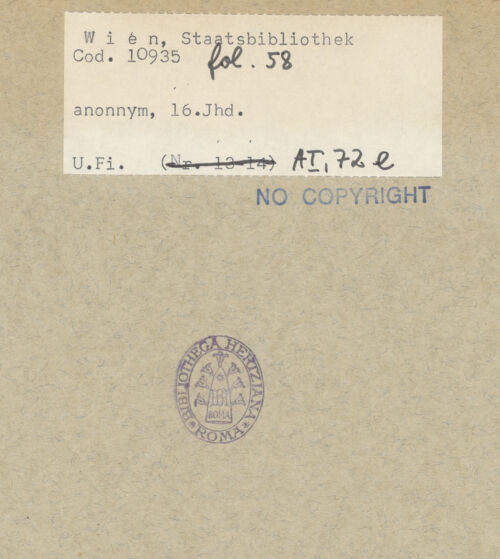 W i é n, Staatsbibliothek
Cod. 10935 fol. 58
anonnym, 16.Jhd.
U.Fi. (Nr. 13-14) AI, 72 e
NO COPYRIGHT
BIBLIOTHECA HERTZIANA
ROMA
ROMA